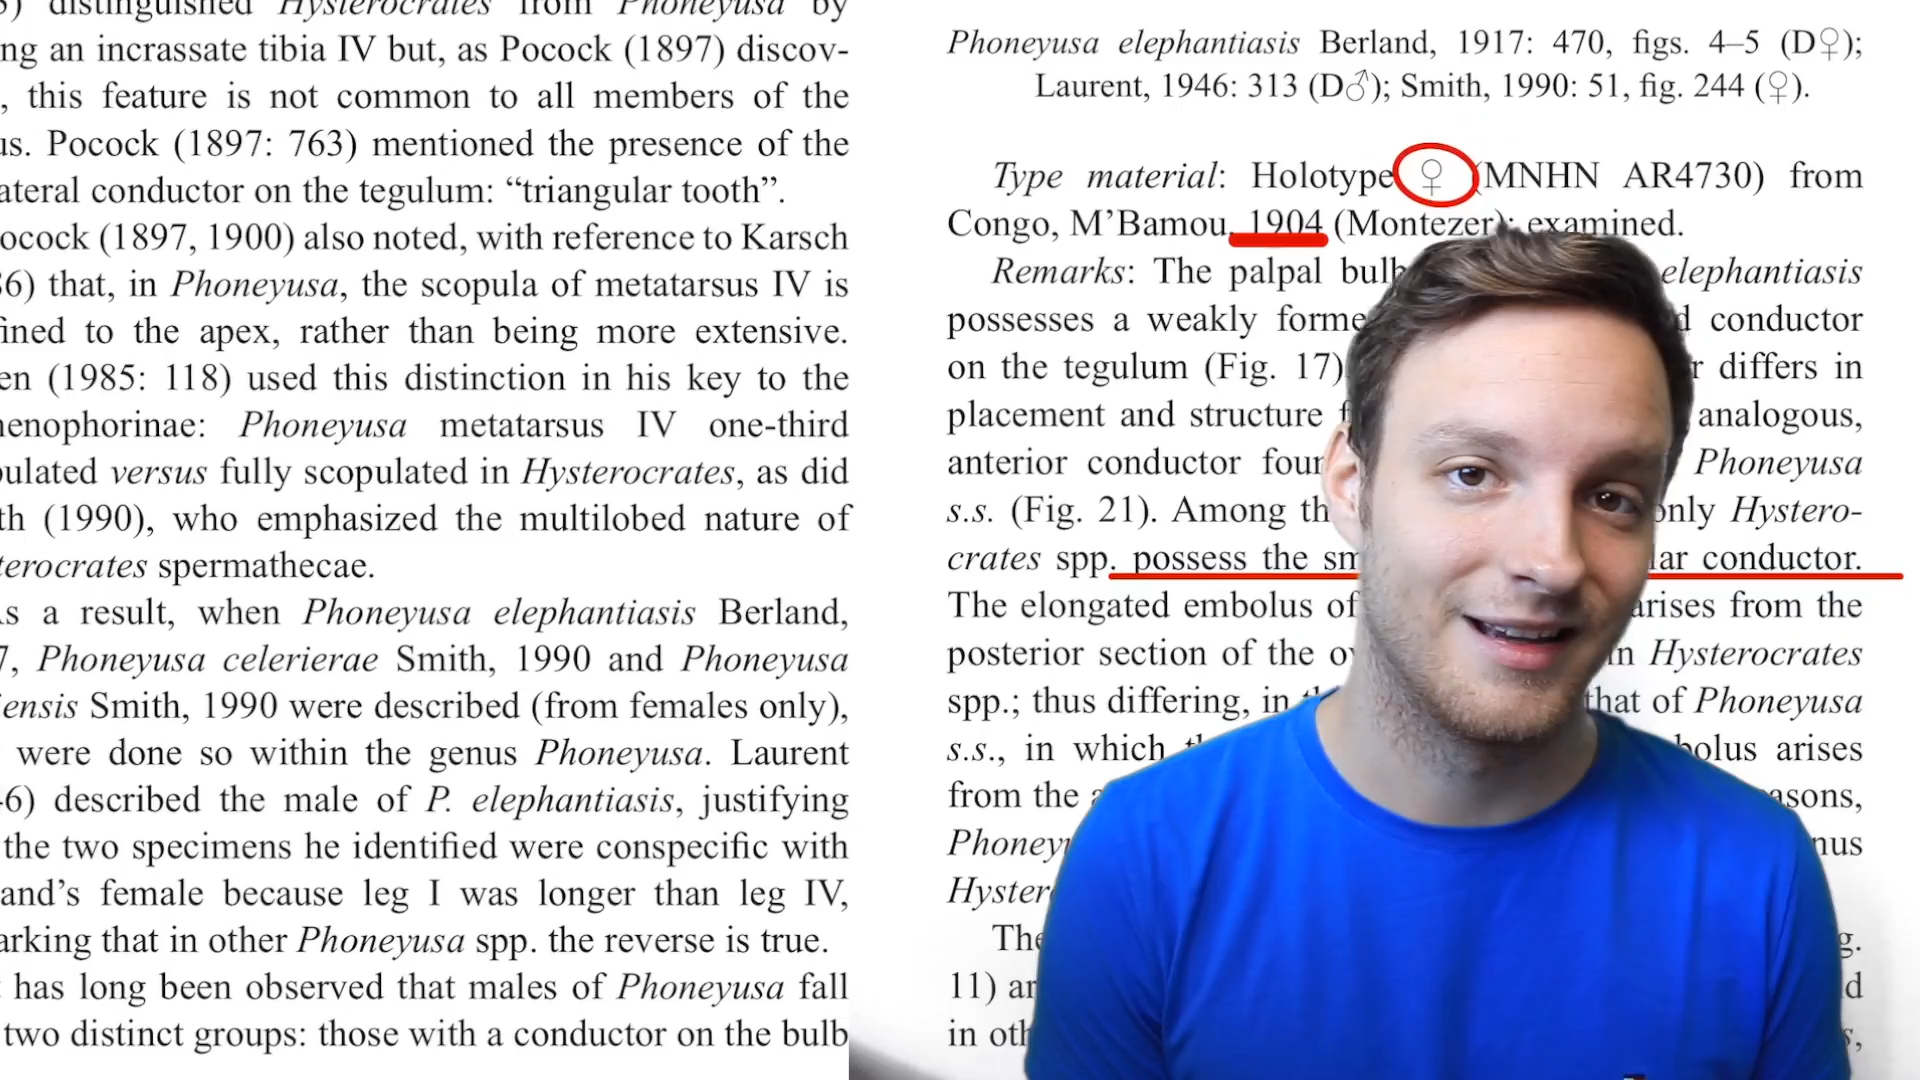 distinguished Hysterocrates from Phoneyusa by
ng an incrassate tibia IV but, as Pocock (1897) discov-
, this feature is not common to all members of the
us. Pocock (1897: 763) mentioned the presence of the
ateral conductor on the tegulum: “triangular tooth”.
ocock (1897, 1900) also noted, with reference to Karsch
6) that, in Phoneyusa, the scopula of metatarsus IV is
fined to the apex, rather than being more extensive.
en (1985: 118) used this distinction in his key to the
enophorinae: Phoneyusa metatarsus IV one-third
pulated versus fully scopulated in Hysterocrates, as did
th (1990), who emphasized the multilobed nature of
terocrates spermathecae.
s a result, when Phoneyusa elephantiasis Berland,
7, Phoneyusa celerierae Smith, 1990 and Phoneyusa
iensis Smith, 1990 were described (from females only),
were done so within the genus Phoneyusa. Laurent
6) described the male of P. elephantiasis, justifying
the two specimens he identified were conspecific with
and’s female because leg I was longer than leg IV,
arking that in other Phoneyusa spp. the reverse is true.
has long been observed that males of Phoneyusa fall
two distinct groups: those with a conductor on the bulb
Phoneyusa elephantiasis Berland, 1917: 470, figs. 4–5 (D♀);
Laurent, 1946: 313 (D♂); Smith, 1990: 51, fig. 244 (♀).
Type material: Holotype ♀ (MNHN AR4730) from
Congo, M’Bamou, 1904 (Montezer); examined.
Remarks: The palpal bulb elephantiasis
possesses a weakly forme d conductor
on the tegulum (Fig. 17) r differs in
placement and structure f analogous,
anterior conductor four Phoneyusa
s.s. (Fig. 21). Among th only Hystero-
crates spp. possess the sm lar conductor.
The elongated embolus of arises from the
posterior section of the ov in Hysterocrates
spp.; thus differing, in th that of Phoneyusa
s.s., in which bolus arises
from the a asons,
Phoney nus
Hyster
The g.
11) ar d
in oth s,